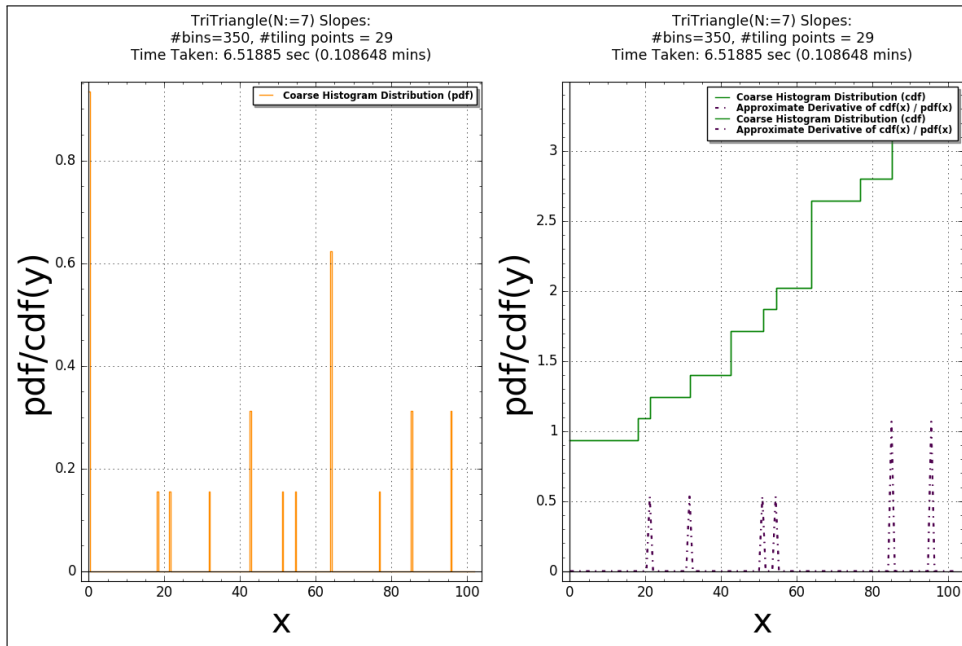 TriTriangle(N:=7) Slopes:
#bins=350, #tiling points = 29
Time Taken: 6.51885 sec (0.108648 mins)
Coarse Histogram Distribution (pdf)
0.8
0.6
0.4
0.2
0
0 20 40 60 80 100
pdf/cdf(y)
x
TriTriangle(N:=7) Slopes:
#bins=350, #tiling points = 29
Time Taken: 6.51885 sec (0.108648 mins)
Coarse Histogram Distribution (cdf)
Approximate Derivative of cdf(x) / pdf(x)
Coarse Histogram Distribution (cdf)
Approximate Derivative of cdf(x) / pdf(x)
3
2.5
2
1.5
1
0.5
0
0 20 40 60 80 100
pdf/cdf(y)
x